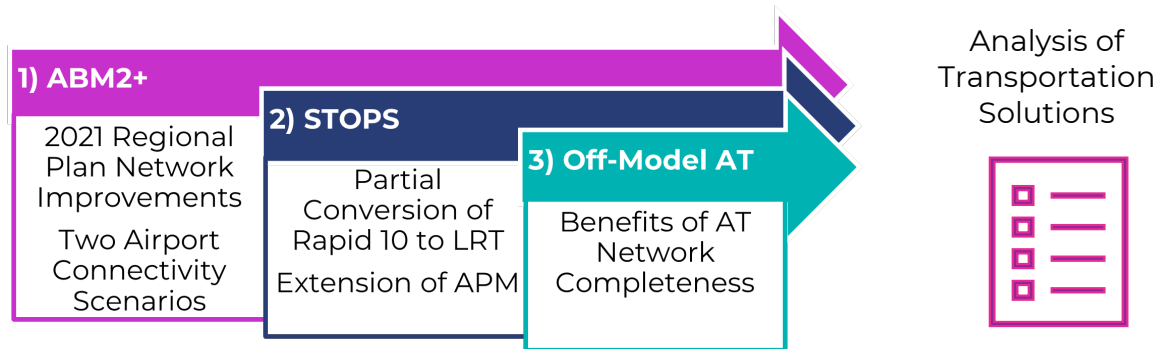 1) ABM2+
2021 Regional
Plan Network
Improvements
Two Airport
Connectivity
Scenarios
2) STOPS
Partial
Conversion of
Rapid 10 to LRT
Extension of APM
3) Off-Model AT
Benefits of AT
Network
Completeness
Analysis of
Transportation
Solutions